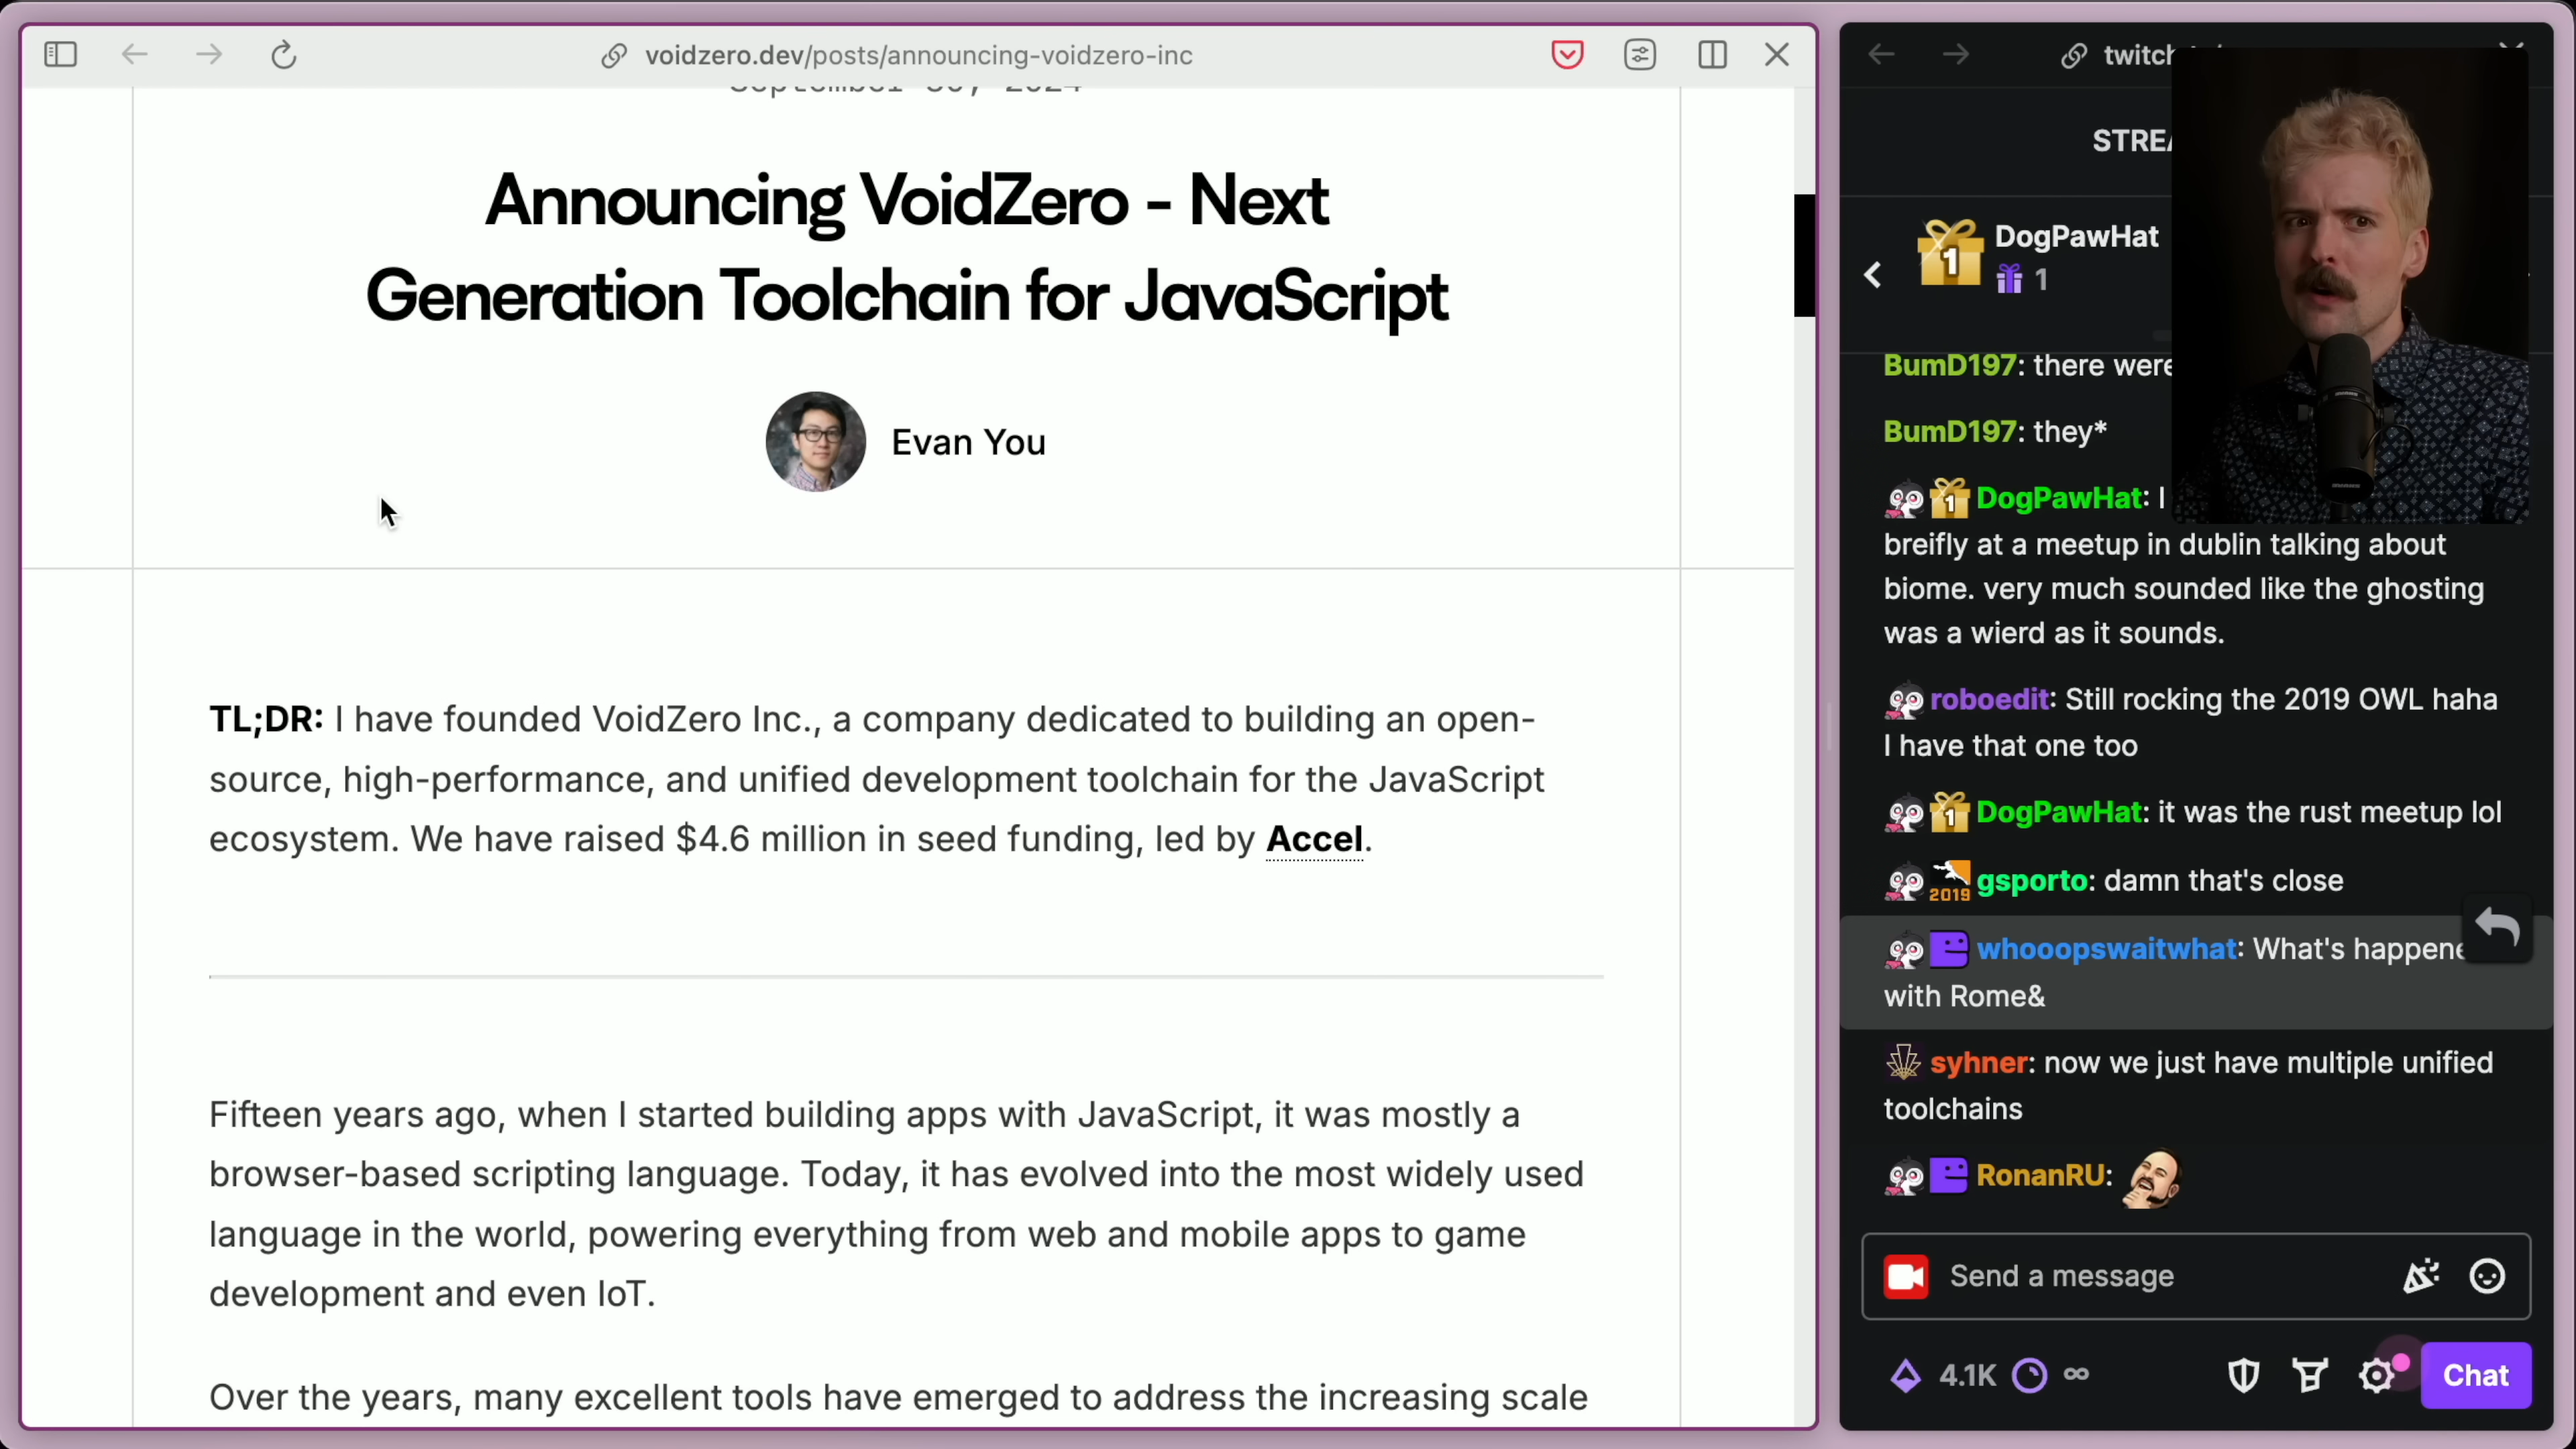 voidzero.dev/posts/announcing-voidzero-inc
Announcing VoidZero - Next
Generation Toolchain for JavaScript
Evan You
TL;DR: I have founded VoidZero Inc., a company dedicated to building an open-
source, high-performance, and unified development toolchain for the JavaScript
ecosystem. We have raised $4.6 million in seed funding, led by Accel.
Fifteen years ago, when I started building apps with JavaScript, it was mostly a
browser-based scripting language. Today, it has evolved into the most widely used
language in the world, powering everything from web and mobile apps to game
development and even IoT.
Over the years, many excellent tools have emerged to address the increasing scale
DogPawHat
1
1
BumD197: there were
BumD197: they*
1 DogPawHat: I
breifly at a meetup in dublin talking about
biome. very much sounded like the ghosting
was a wierd as it sounds.
roboedit: Still rocking the 2019 OWL haha
I have that one too
1 DogPawHat: it was the rust meetup lol
2019 gsporto: damn that's close
whooopswaitwhat: What's
with Rome&
syhner: now we just have multiple unified
toolchains
RonanRU:
Send a message
4.1K ∞
Chat